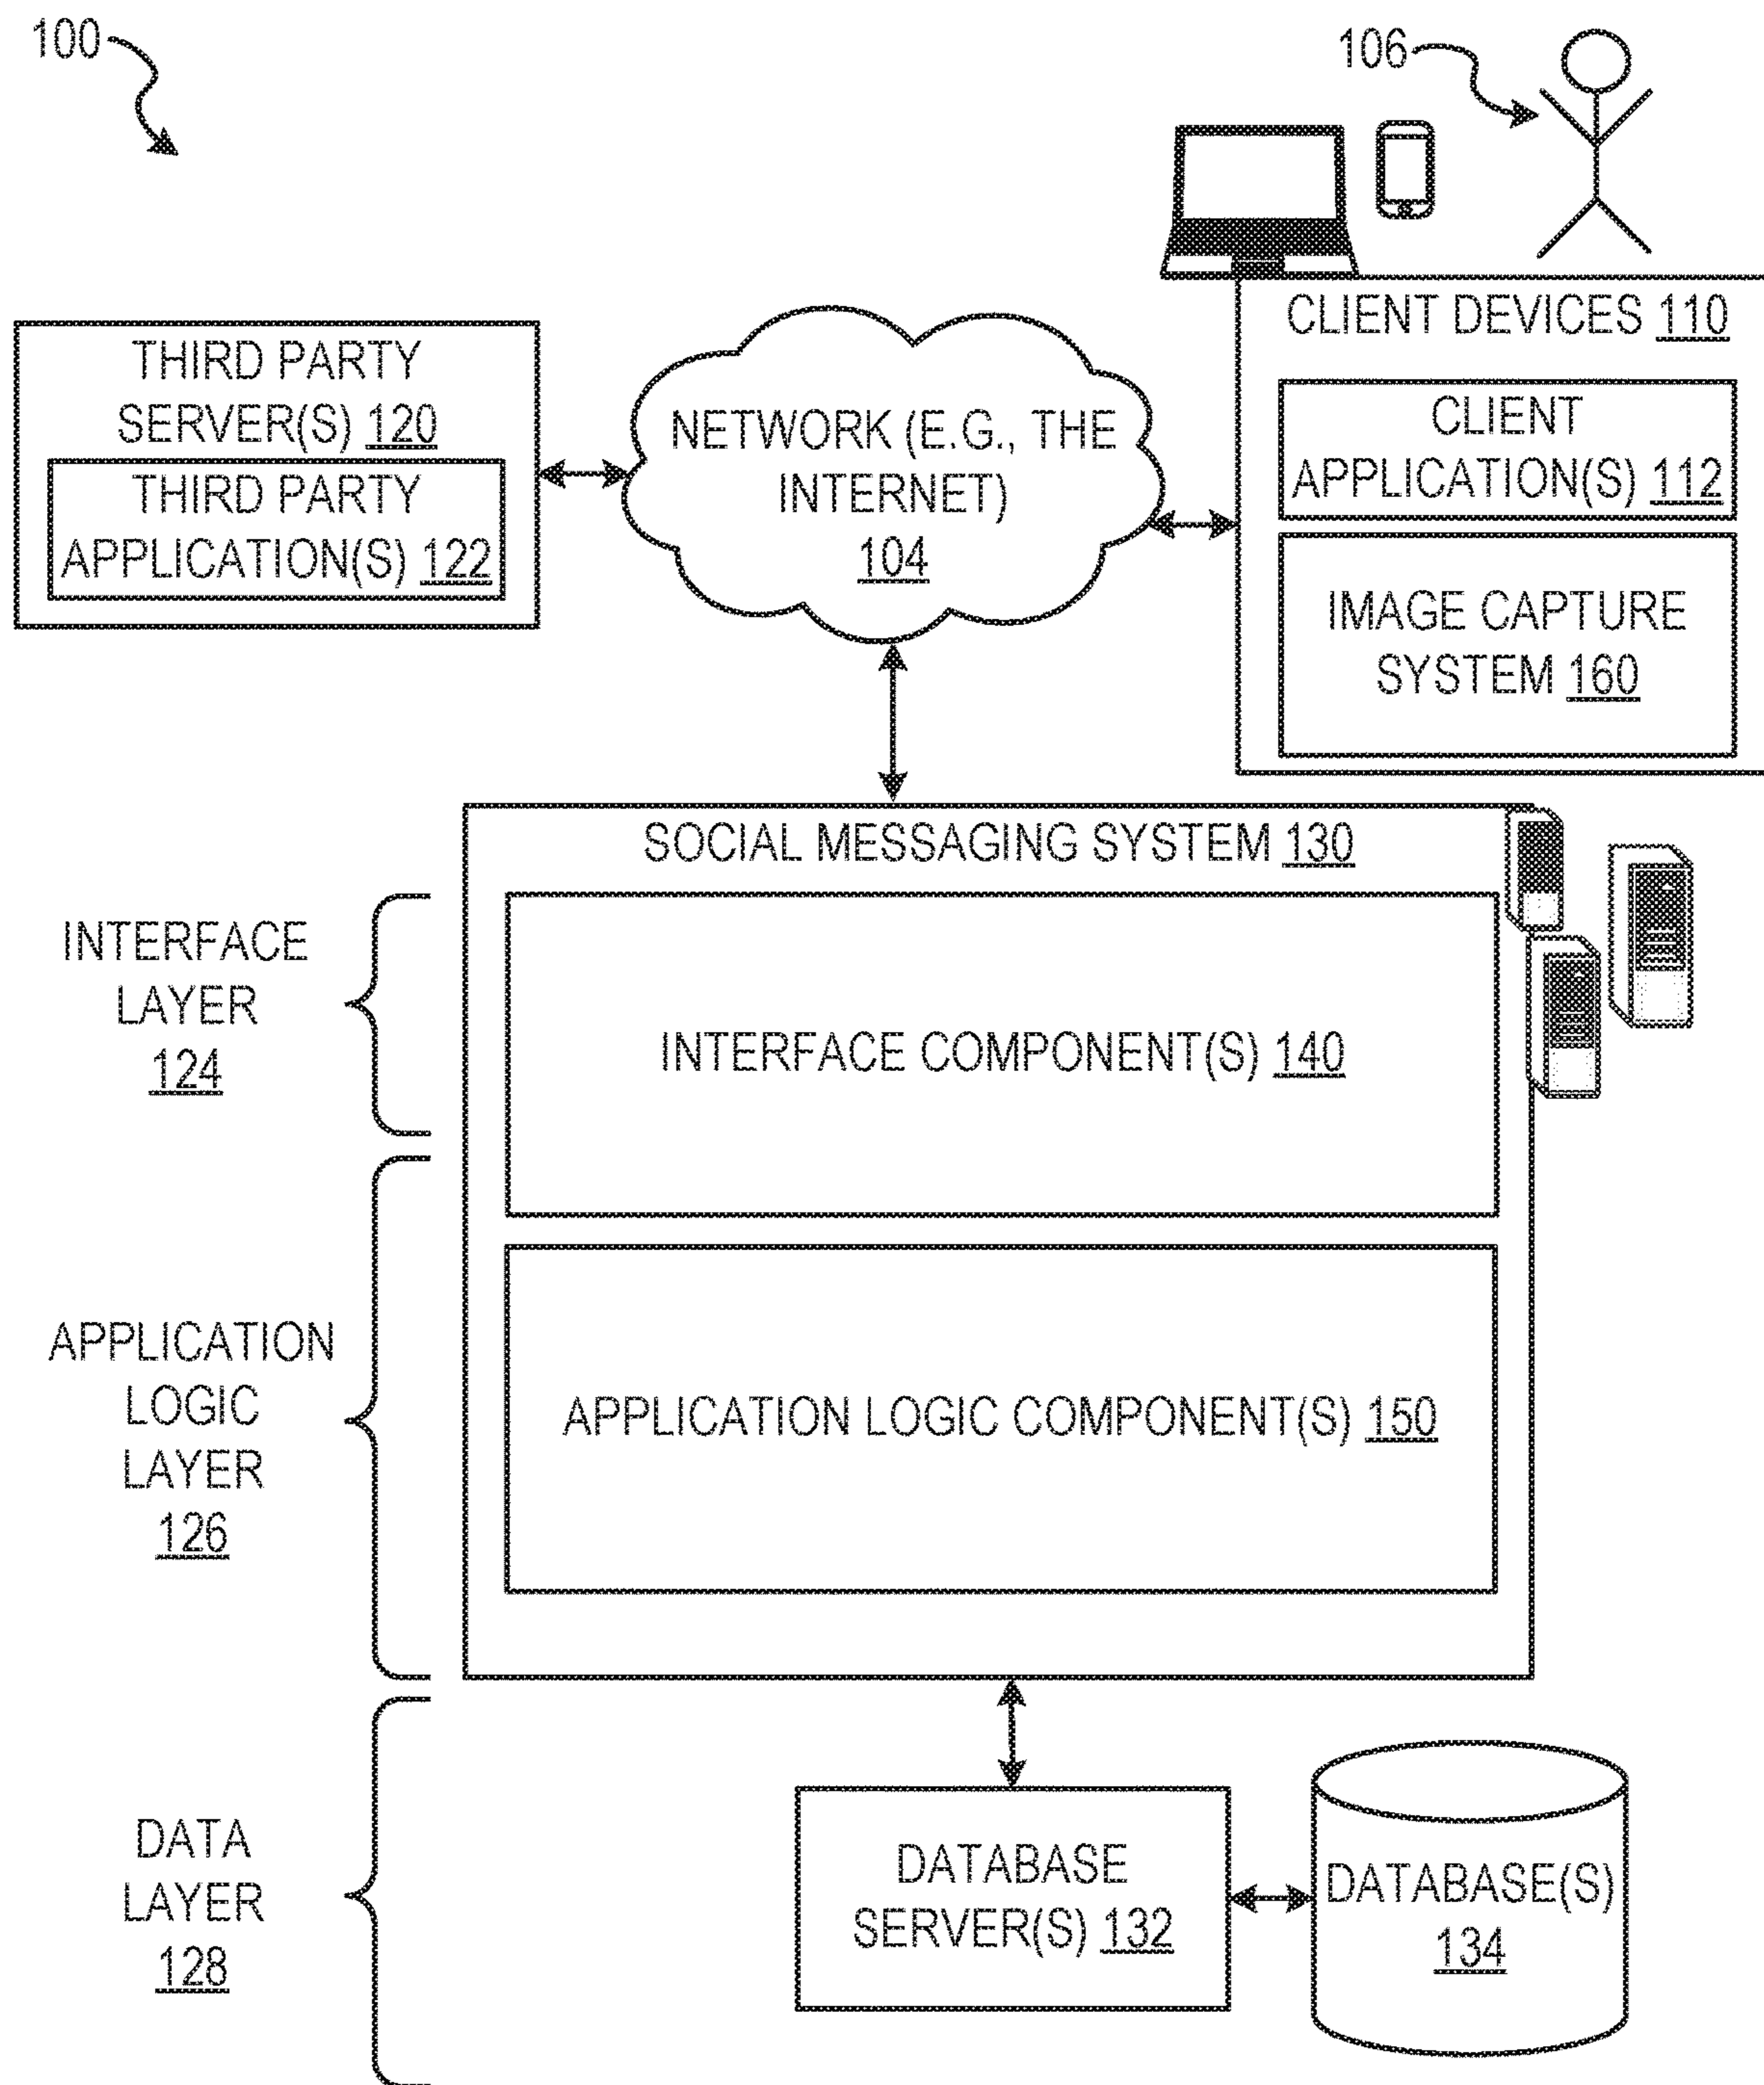 100
106
CLIENT DEVICES 110
CLIENT
APPLICATION(S) 112
IMAGE CAPTURE
SYSTEM 160
THIRD PARTY
SERVER(S) 120
THIRD PARTY
APPLICATION(S) 122
NETWORK (E.G., THE
INTERNET)
104
SOCIAL MESSAGING SYSTEM 130
INTERFACE
LAYER
124
INTERFACE COMPONENT(S) 140
APPLICATION
LOGIC
LAYER
126
APPLICATION LOGIC COMPONENT(S) 150
DATA
LAYER
128
DATABASE
SERVER(S) 132
DATABASE(S)
134